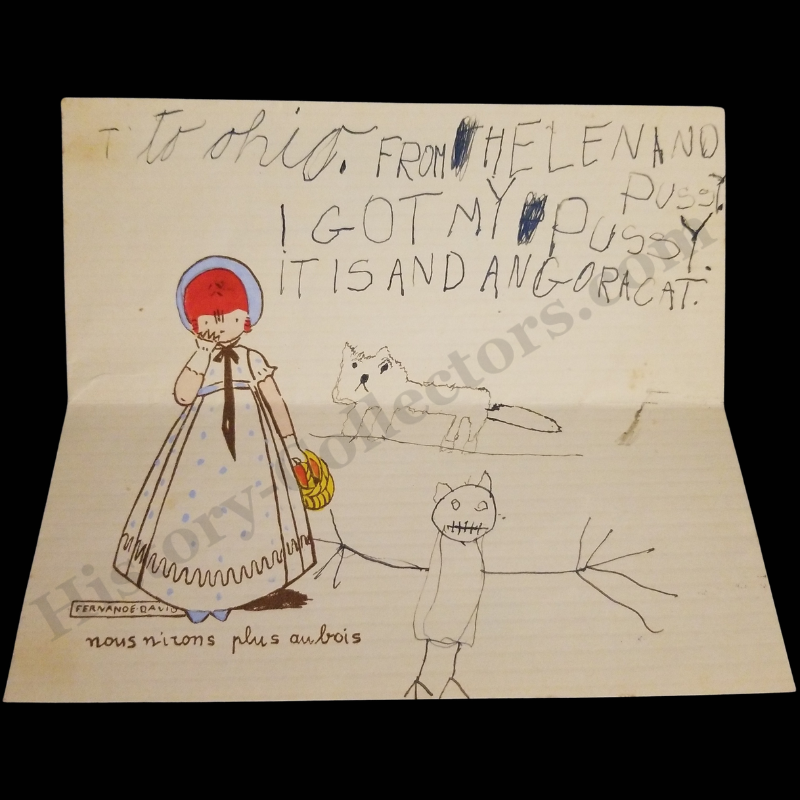 to ohio. FROM HELEN AND
PUSSY.
I GOT MY PUSSY.
IT IS AND ANGORA CAT.
FERNANDE-DAVID
nous n'irons plus au bois
History-Collectors.com